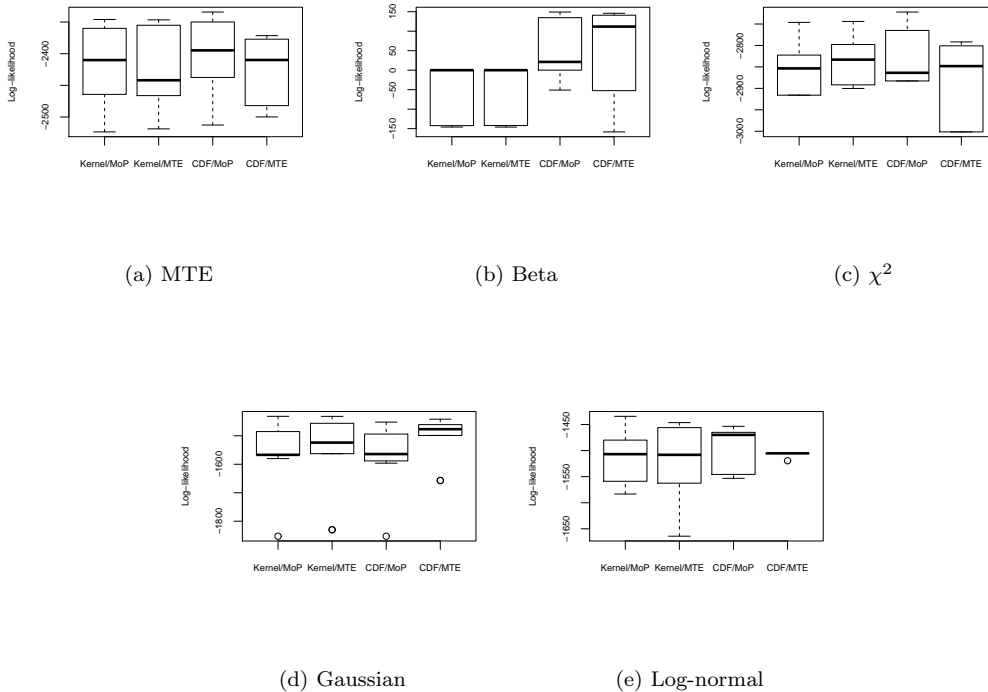 Log−likelihood
−2400
−2500
Kernel/MoP Kernel/MTE CDF/MoP CDF/MTE
(a) MTE
Log−likelihood
150
50
0
−50
−150
Kernel/MoP Kernel/MTE CDF/MoP CDF/MTE
(b) Beta
Log−likelihood
−2800
−2900
−3000
Kernel/MoP Kernel/MTE CDF/MoP CDF/MTE
(c) χ²
Log−likelihood
−1600
−1800
Kernel/MoP Kernel/MTE CDF/MoP CDF/MTE
(d) Gaussian
Log−likelihood
−1450
−1550
−1650
Kernel/MoP Kernel/MTE CDF/MoP CDF/MTE
(e) Log-normal